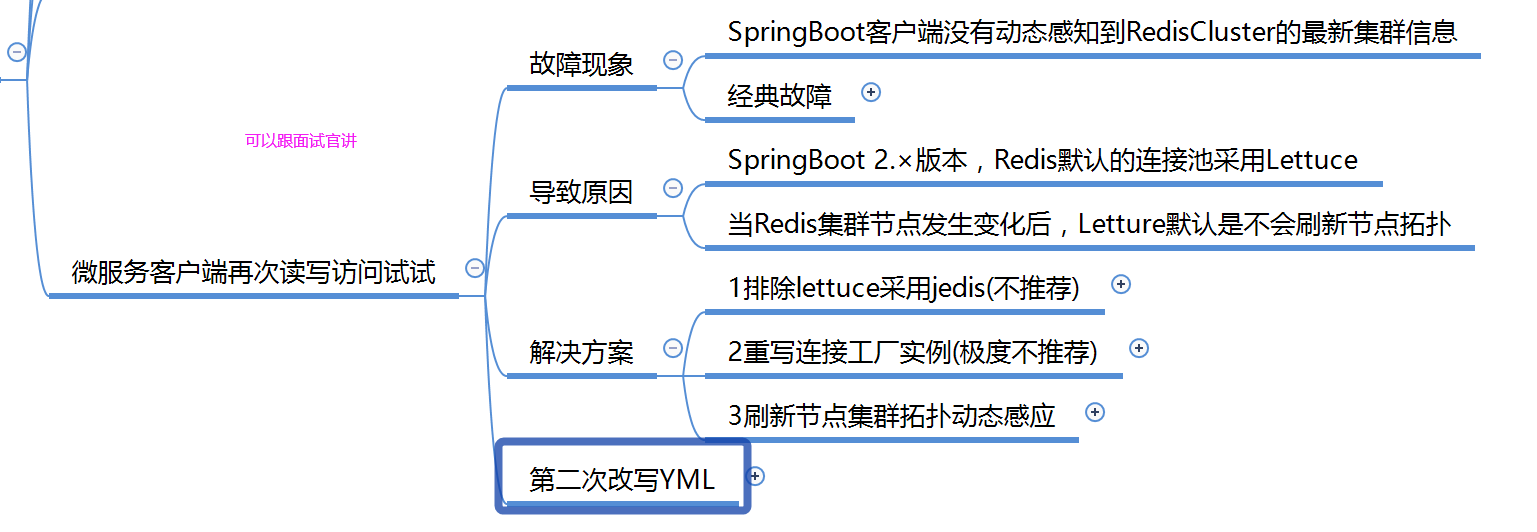 SpringBoot客户端没有动态感知到RedisCluster的最新集群信息
故障现象
经典故障
可以跟面试官讲
SpringBoot 2.×版本，Redis默认的连接池采用Lettuce
导致原因
当Redis集群节点发生变化后，Letture默认是不会刷新节点拓扑
微服务客户端再次读写访问试试
1排除lettuce采用jedis(不推荐)
解决方案
2重写连接工厂实例(极度不推荐)
3刷新节点集群拓扑动态感应
第二次改写YML